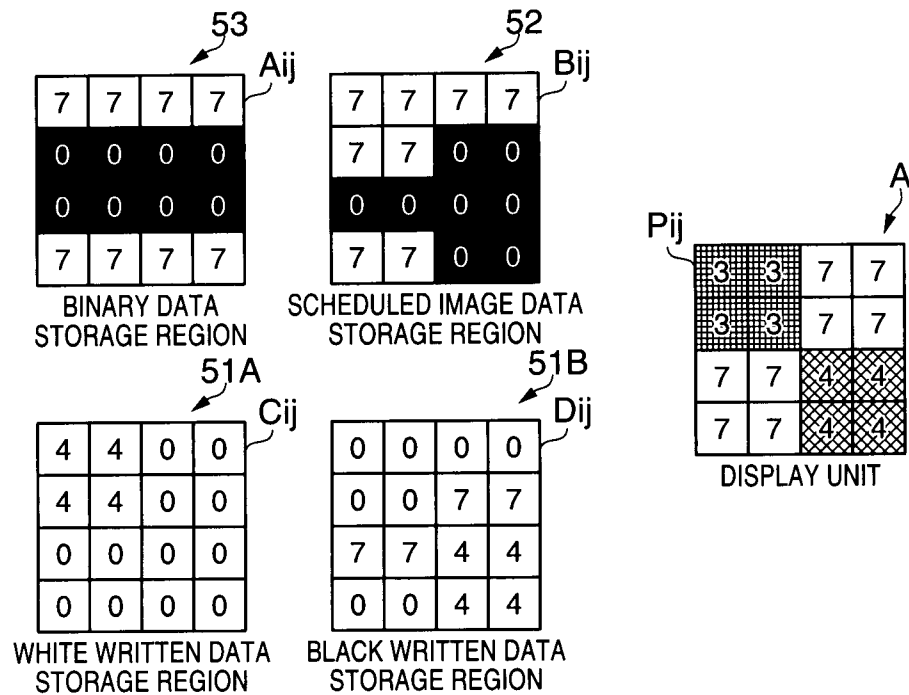 53
Aij
7 7 7 7
0 0 0 0
0 0 0 0
7 7 7 7
BINARY DATA
STORAGE REGION
52
Bij
7 7 7 7
7 7 0 0
0 0 0 0
7 7 0 0
SCHEDULED IMAGE DATA
STORAGE REGION
51A
Cij
4 4 0 0
4 4 0 0
0 0 0 0
0 0 0 0
WHITE WRITTEN DATA
STORAGE REGION
51B
Dij
0 0 0 0
0 0 7 7
7 7 4 4
0 0 4 4
BLACK WRITTEN DATA
STORAGE REGION
A
Pij
3 3 7 7
3 3 7 7
7 7 4 4
7 7 4 4
DISPLAY UNIT